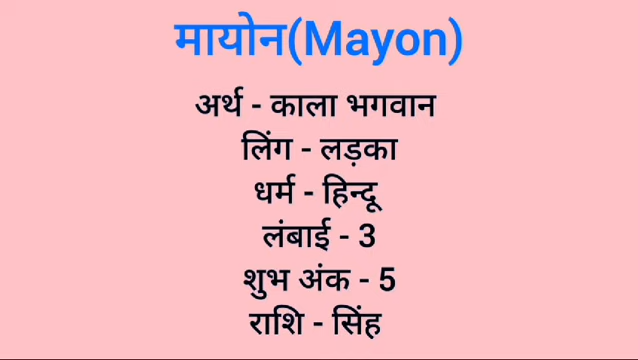 मायोन(Mayon)
अर्थ - काला भगवान
लिंग - लड़का
धर्म - हिन्दू
लंबाई - 3
शुभ अंक - 5
राशि - सिंह